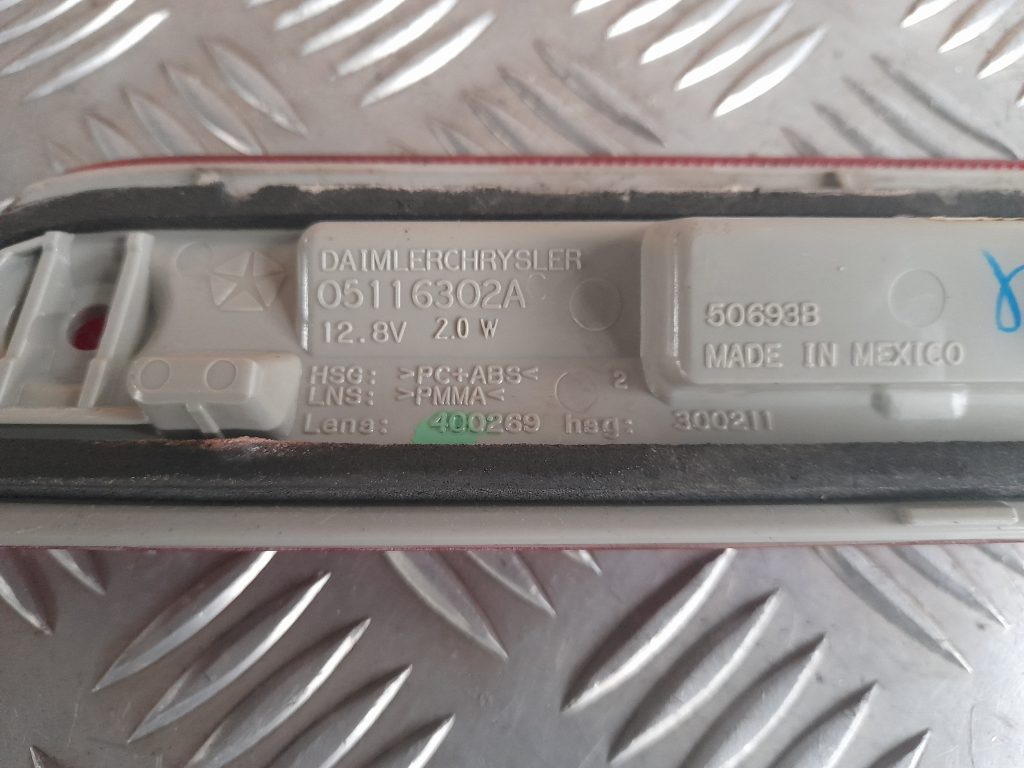 DAIMLERCHRYSLER
05116302A
12.8V 2.0 W
HSG: >PC+ABS<
LNS: >PMMA<
2
Lens: 400269 hsg: 300211
50693B
MADE IN MEXICO